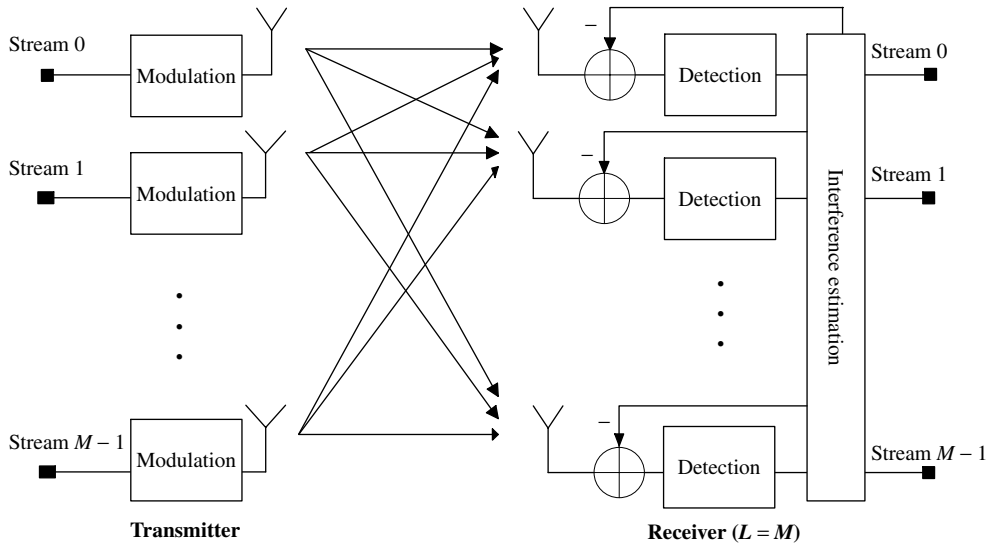 Stream 0
Modulation
−
Detection
Stream 0
Stream 1
Modulation
−
Detection
Stream 1
Interference estimation
Stream M − 1
Modulation
−
Detection
Stream M − 1
Transmitter
Receiver (L = M)